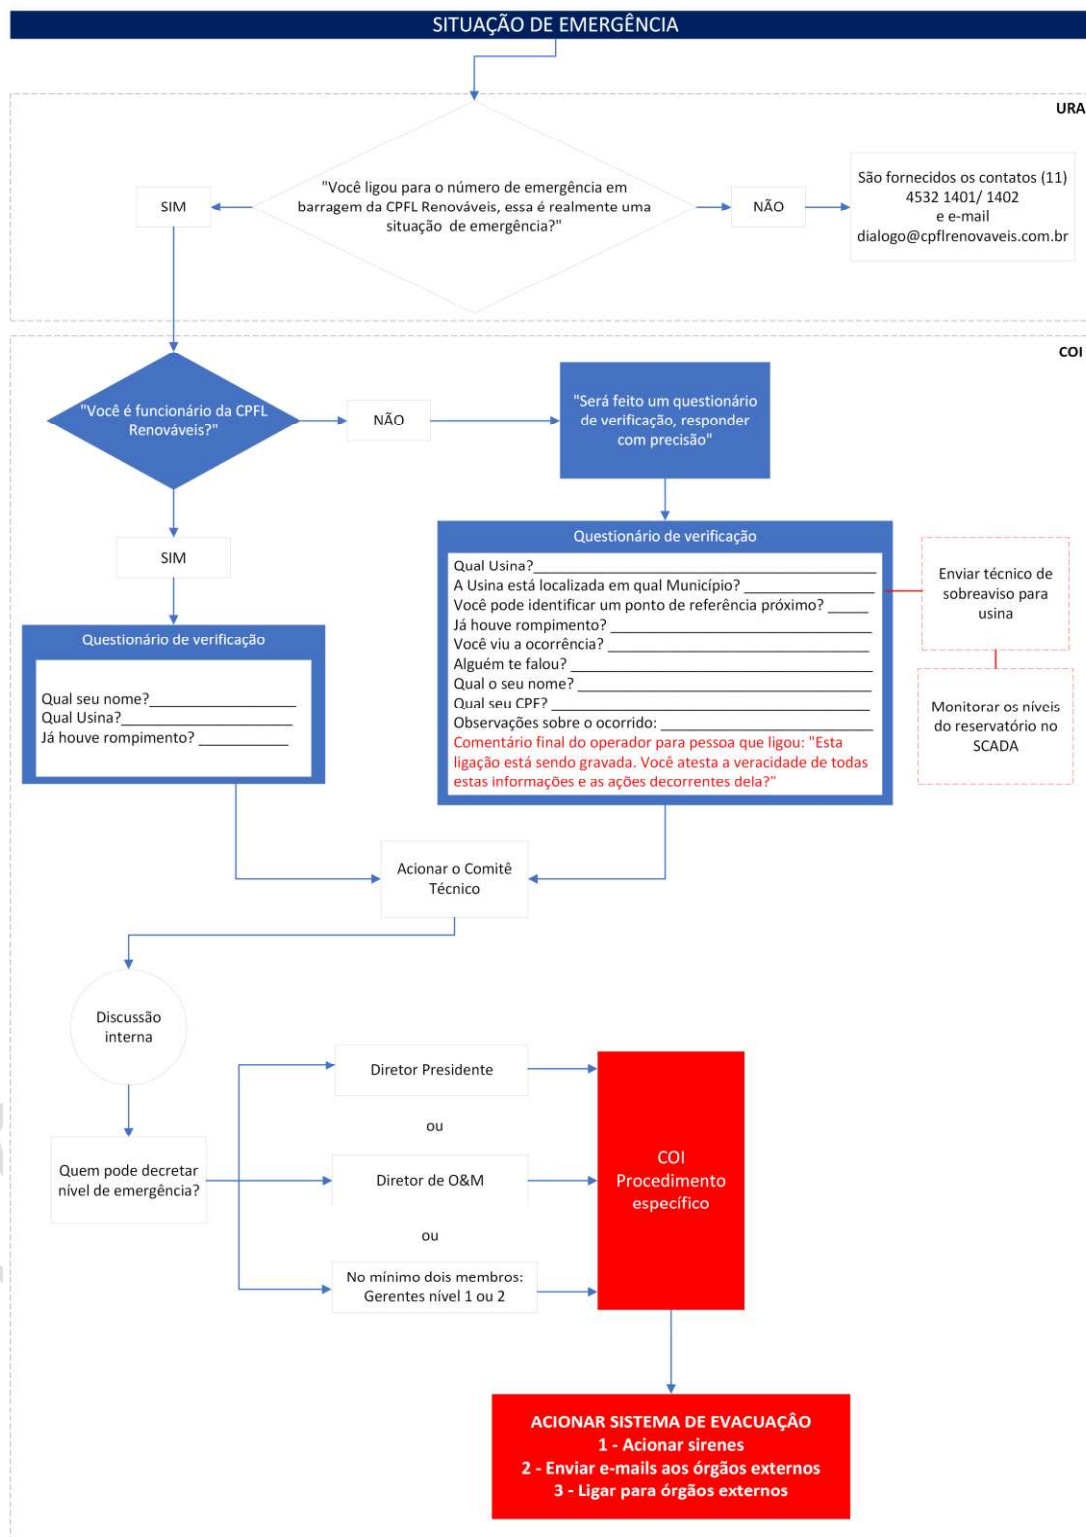 SITUAÇÃO DE EMERGÊNCIA
URA
"Você ligou para o número de emergência em
barragem da CPFL Renováveis, essa é realmente uma
situação de emergência?"
SIM
NÃO
São fornecidos os contatos (11)
4532 1401/ 1402
e e-mail
dialogo@cpflrenovaveis.com.br
COI
"Você é funcionário da CPFL
Renováveis?"
NÃO
"Será feito um questionário
de verificação, responder
com precisão"
SIM
Questionário de verificação
Qual seu nome?
Qual Usina?
Já houve rompimento?
Questionário de verificação
Qual Usina?
A Usina está localizada em qual Município?
Você pode identificar um ponto de referência próximo?
Já houve rompimento?
Você viu a ocorrência?
Alguém te falou?
Qual o seu nome?
Qual seu CPF?
Observações sobre o ocorrido:
Comentário final do operador para pessoa que ligou: "Esta
ligação está sendo gravada. Você atesta a veracidade de todas
estas informações e as ações decorrentes dela?"
Enviar técnico de
sobreaviso para
usina
Monitorar os níveis
do reservatório no
SCADA
Acionar o Comitê
Técnico
Discussão
interna
Quem pode decretar
nível de emergência?
Diretor Presidente
ou
Diretor de O&M
ou
No mínimo dois membros:
Gerentes nível 1 ou 2
COI
Procedimento
específico
ACIONAR SISTEMA DE EVACUAÇÂO
1 - Acionar sirenes
2 - Enviar e-mails aos órgãos externos
3 - Ligar para órgãos externos